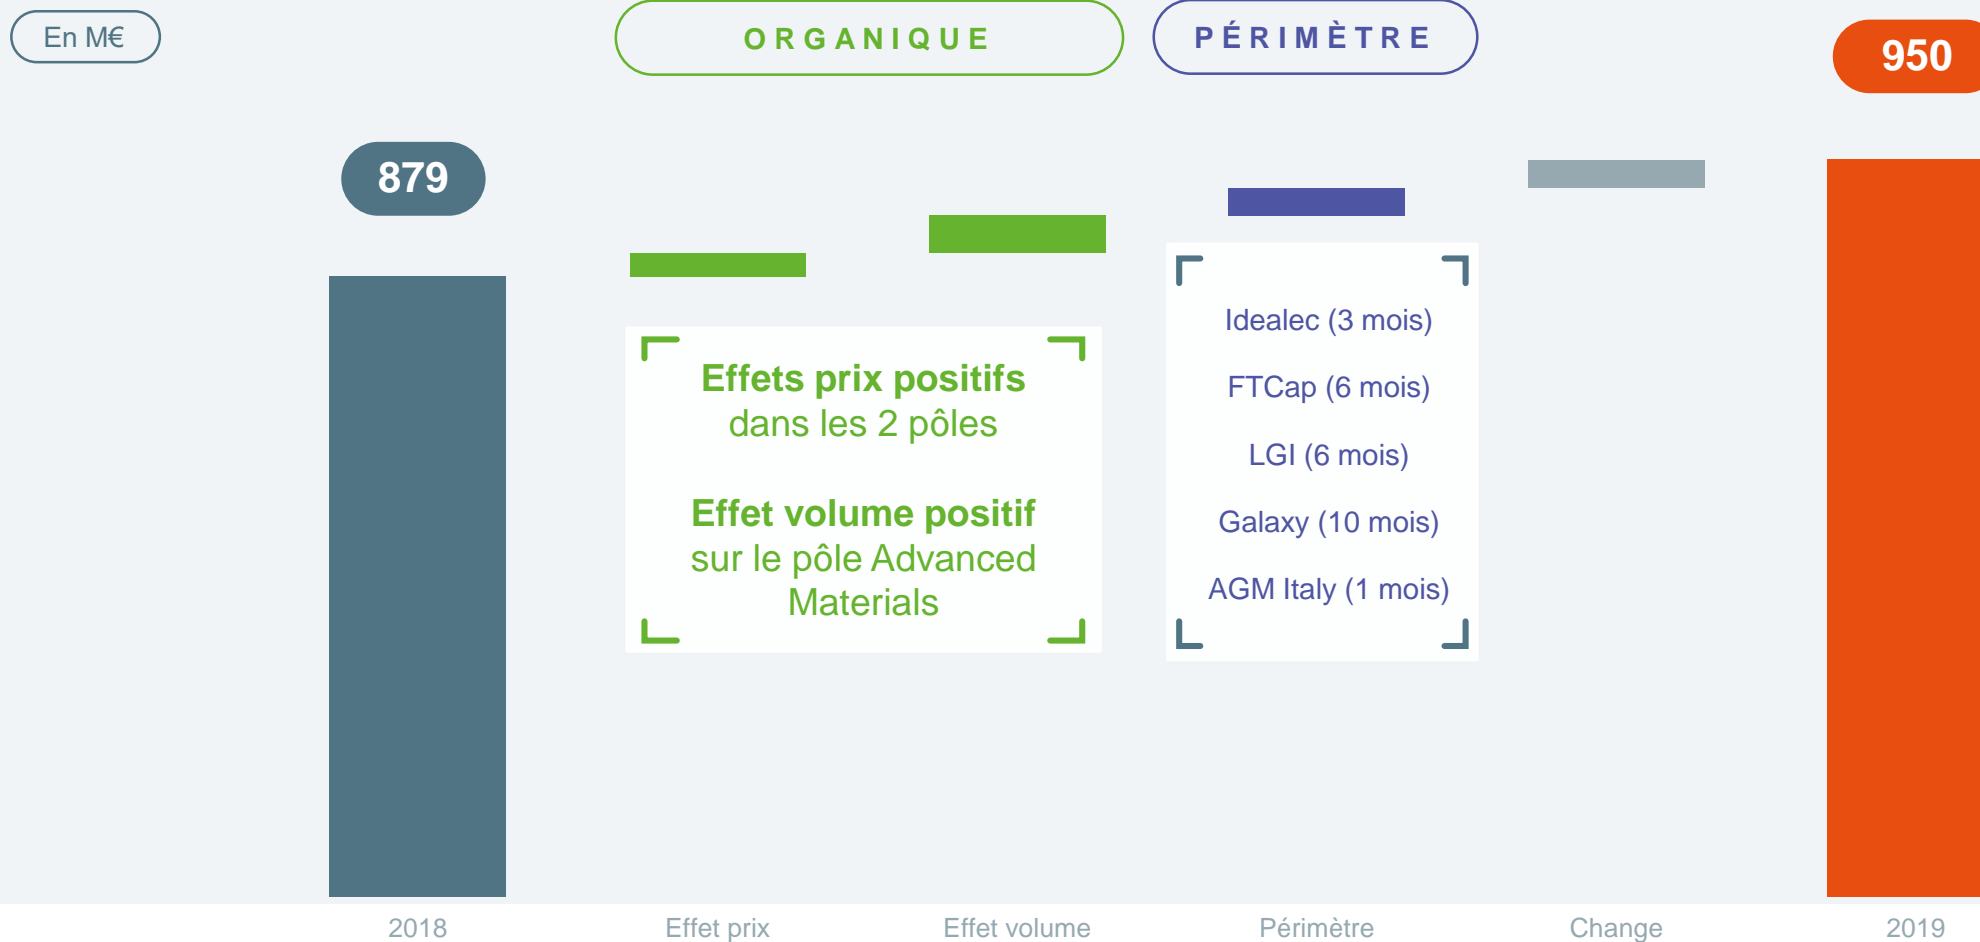 En M€
ORGANIQUE
PÉRIMÈTRE
950
879
Effets prix positifs
dans les 2 pôles
Effet volume positif
sur le pôle Advanced
Materials
Idealec (3 mois)
FTCap (6 mois)
LGI (6 mois)
Galaxy (10 mois)
AGM Italy (1 mois)
2018
Effet prix
Effet volume
Périmètre
Change
2019